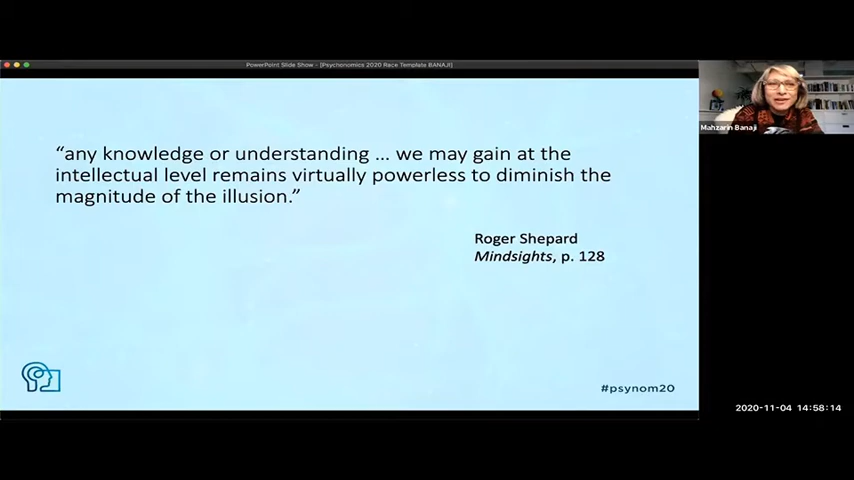 PowerPoint Slide Show - [Psychonomics 2020 Race Template BANAJI]
“any knowledge or understanding ... we may gain at the
intellectual level remains virtually powerless to diminish the
magnitude of the illusion.”
Roger Shepard
Mindsights, p. 128
#psynom20
Mahzarin Banaji
2020-11-04 14:58:14